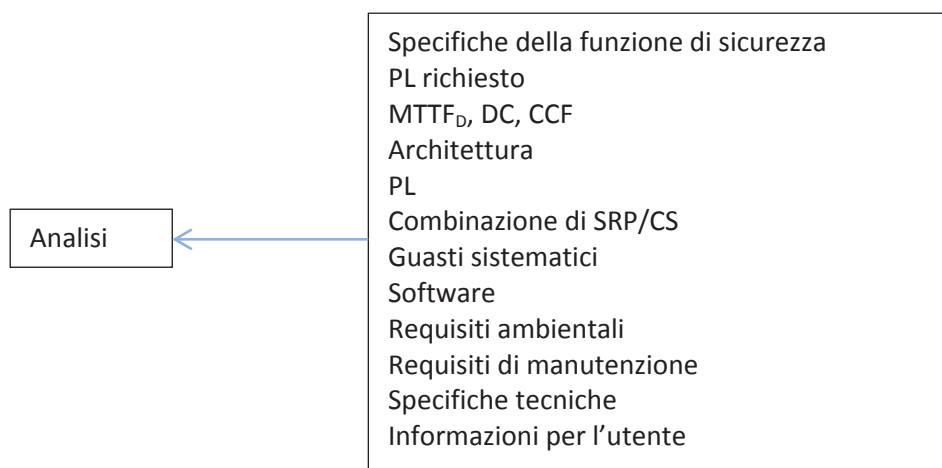 Specifiche della funzione di sicurezza
PL richiesto
MTTF_D, DC, CCF
Architettura
PL
Combinazione di SRP/CS
Guasti sistematici
Software
Requisiti ambientali
Requisiti di manutenzione
Specifiche tecniche
Informazioni per l’utente
Analisi